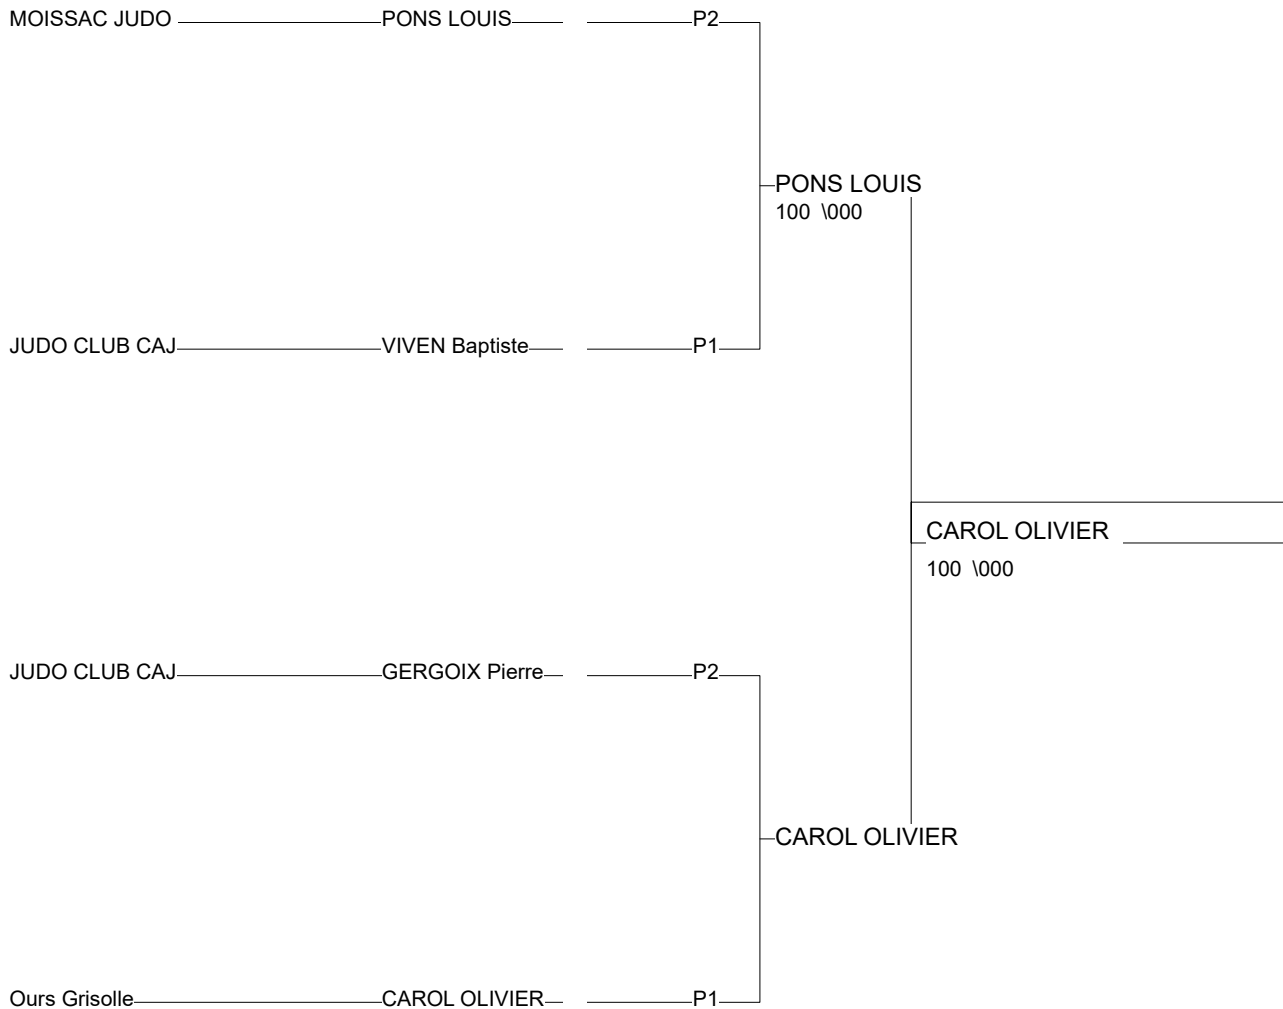 MOISSAC JUDO PONS LOUIS P2
PONS LOUIS
100 \000
JUDO CLUB CAJ VIVEN Baptiste P1
CAROL OLIVIER
100 \000
JUDO CLUB CAJ GERGOIX Pierre P2
CAROL OLIVIER
Ours Grisolle CAROL OLIVIER P1